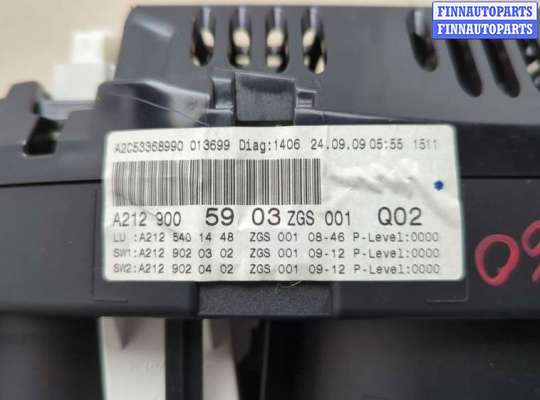 FINNAUTOPARTS
FINNAUTOPARTS
FINNAUTOPARTS
A2C53368990 013699 Diag:1406 24.09.09 05:55 1511
A212 900 59 03 ZGS 001 Q02
LU :A212 540 14 48 ZGS 001 08-46 P-Level:0000
SW1:A212 902 03 02 ZGS 001 09-12 P-Level:0000
SW2:A212 902 04 02 ZGS 001 09-12 P-Level:0000